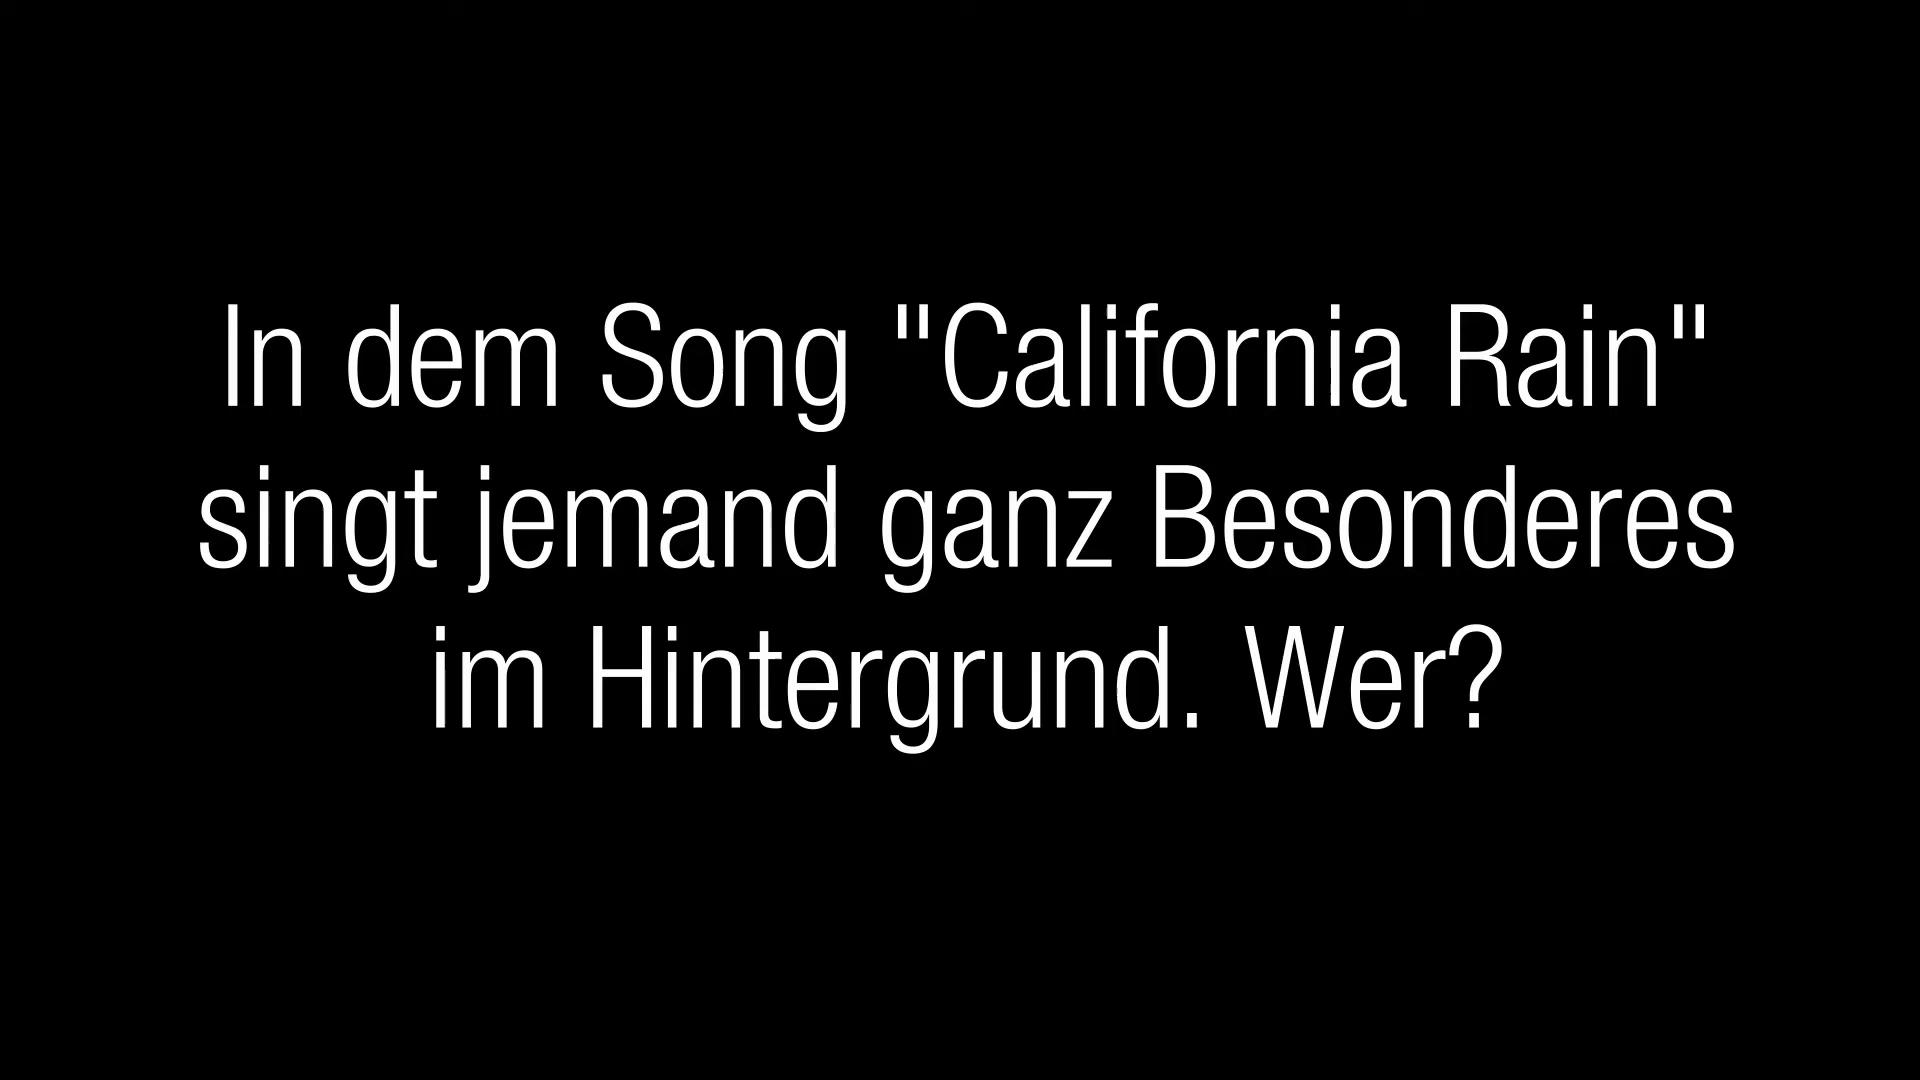 In dem Song "California Rain"
singt jemand ganz Besonderes
im Hintergrund. Wer?